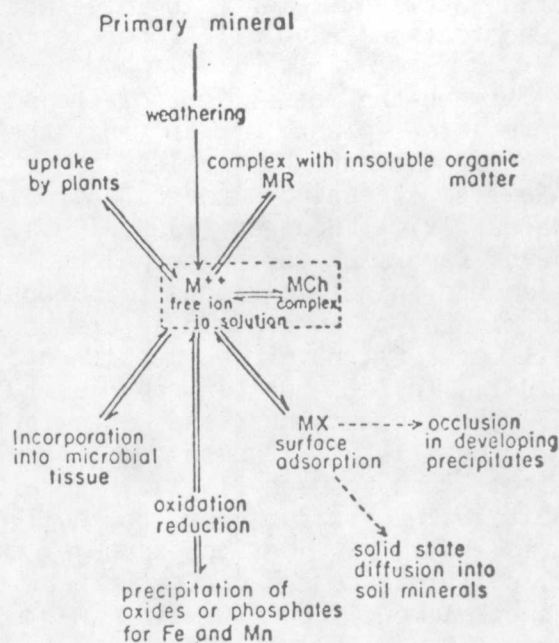 Primary mineral
weathering
uptake
by plants
complex with insoluble organic
MR matter
M++ MCh
free ion complex
in solution
MX occlusion
surface in developing
adsorption precipitates
Incorporation
into microbial
tissue
oxidation
reduction
solid state
diffusion into
soil minerals
precipitation of
oxides or phosphates
for Fe and Mn